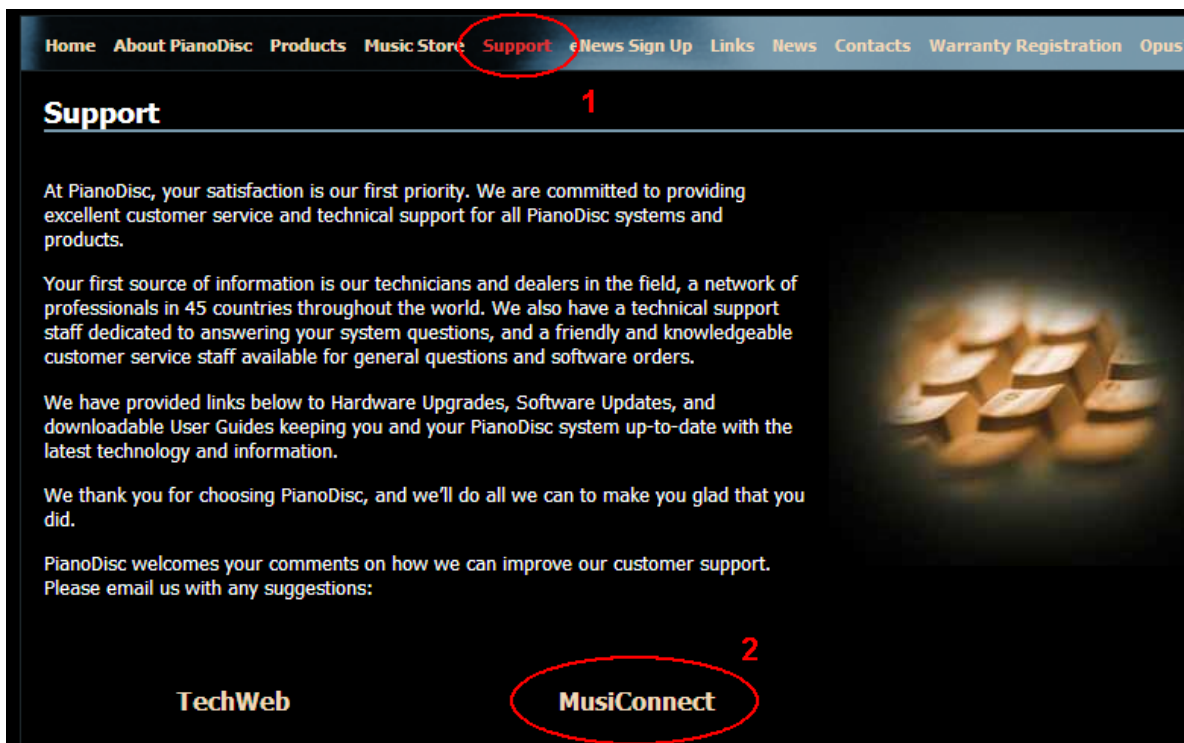 Home About PianoDisc Products Music Store Support eNews Sign Up Links News Contacts Warranty Registration Opus
1
Support
At PianoDisc, your satisfaction is our first priority. We are committed to providing
excellent customer service and technical support for all PianoDisc systems and
products.
Your first source of information is our technicians and dealers in the field, a network of
professionals in 45 countries throughout the world. We also have a technical support
staff dedicated to answering your system questions, and a friendly and knowledgeable
customer service staff available for general questions and software orders.
We have provided links below to Hardware Upgrades, Software Updates, and
downloadable User Guides keeping you and your PianoDisc system up-to-date with the
latest technology and information.
We thank you for choosing PianoDisc, and we'll do all we can to make you glad that you
did.
PianoDisc welcomes your comments on how we can improve our customer support.
Please email us with any suggestions:
2
TechWeb MusiConnect